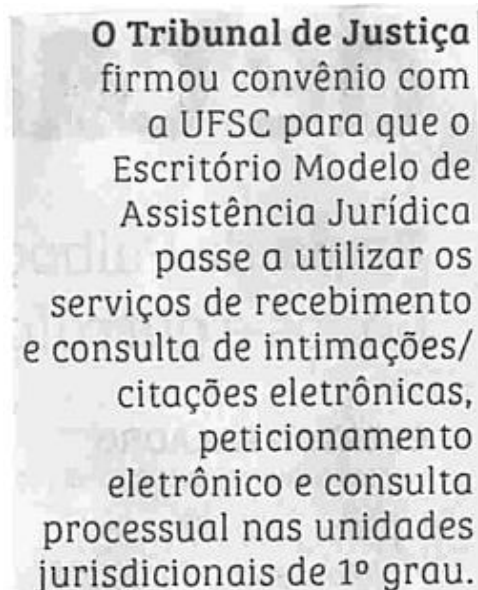 O Tribunal de Justiça
firmou convênio com
a UFSC para que o
Escritório Modelo de
Assistência Jurídica
passe a utilizar os
serviços de recebimento
e consulta de intimações/
citações eletrônicas,
peticionamento
eletrônico e consulta
processual nas unidades
jurisdicionais de 1º grau.